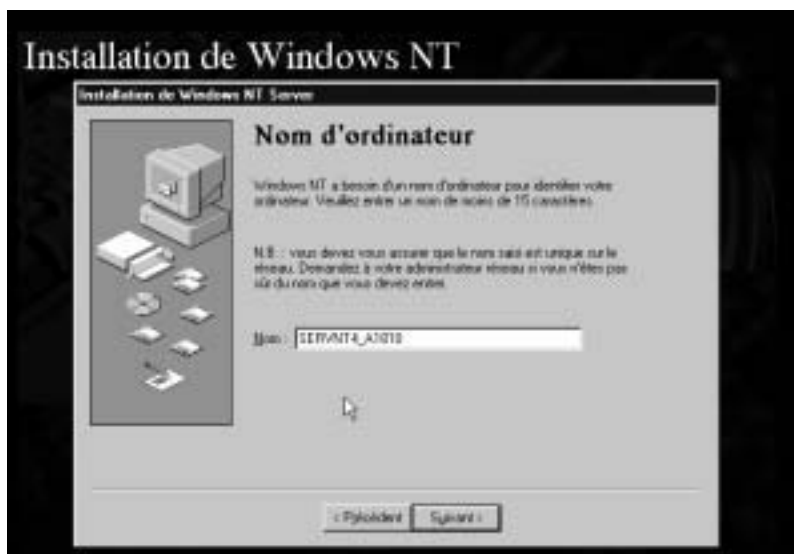 Installation de Windows NT
Installation de Windows NT Server
Nom d'ordinateur
Windows NT a besoin d'un nom d'ordinateur pour identifier votre
ordinateur. Veuillez entrer un nom de moins de 15 caractères.
N.B. : vous devez vous assurer que le nom saisi est unique sur le
réseau. Demandez à votre administrateur réseau si vous n'êtes pas
sûr du nom que vous devez entrer.
Nom : SERVNT4_A1010
< Précédent Suivant >